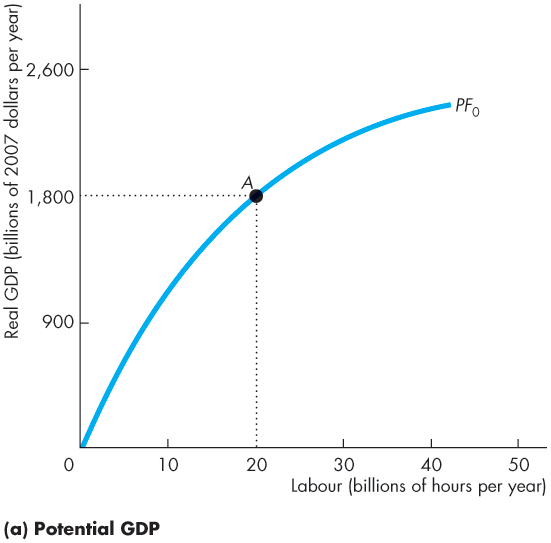 Real GDP (billions of 2007 dollars per year)
2,600
PF0
A
1,800
900
0 10 20 30 40 50
Labour (billions of hours per year)
(a) Potential GDP